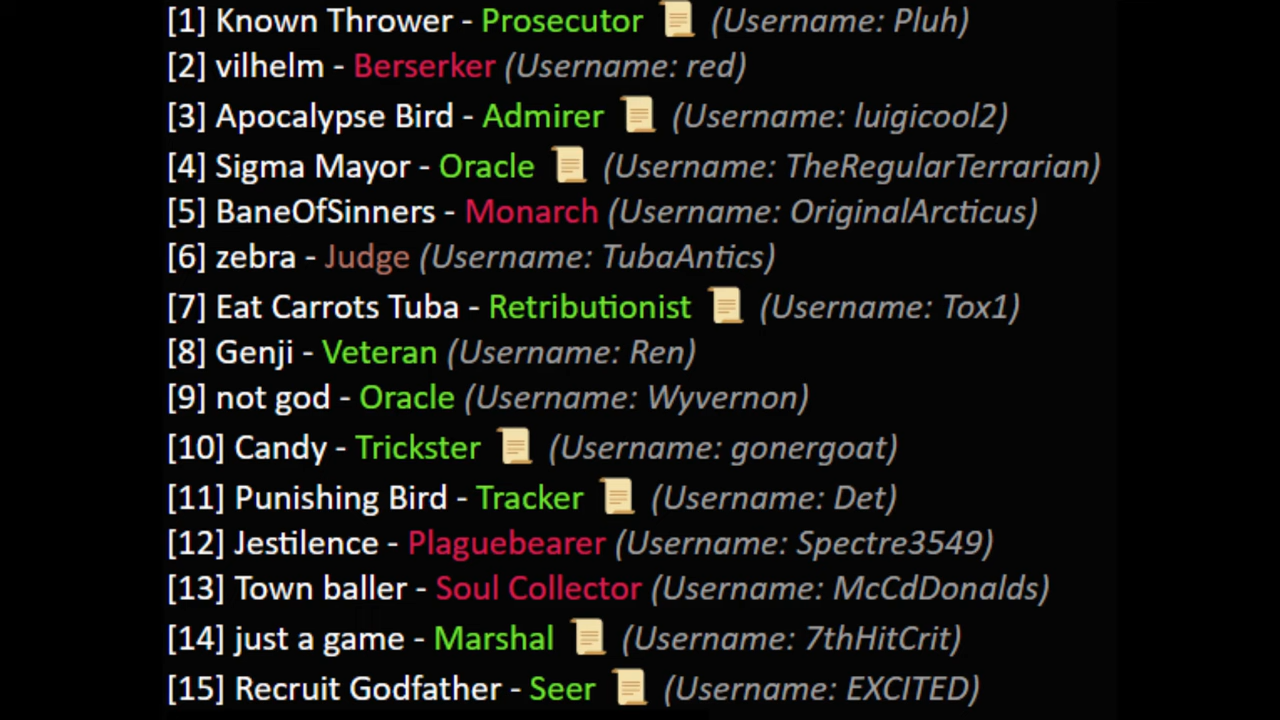 [1] Known Thrower - Prosecutor 📜 (Username: Pluh)
[2] vilhelm - Berserker (Username: red)
[3] Apocalypse Bird - Admirer 📜 (Username: luigicool2)
[4] Sigma Mayor - Oracle 📜 (Username: TheRegularTerrarian)
[5] BaneOfSinners - Monarch (Username: OriginalArcticus)
[6] zebra - Judge (Username: TubaAntics)
[7] Eat Carrots Tuba - Retributionist 📜 (Username: Tox1)
[8] Genji - Veteran (Username: Ren)
[9] not god - Oracle (Username: Wyvernon)
[10] Candy - Trickster 📜 (Username: gonergoat)
[11] Punishing Bird - Tracker 📜 (Username: Det)
[12] Jestilence - Plaguebearer (Username: Spectre3549)
[13] Town baller - Soul Collector (Username: McCdDonalds)
[14] just a game - Marshal 📜 (Username: 7thHitCrit)
[15] Recruit Godfather - Seer 📜 (Username: EXCITED)